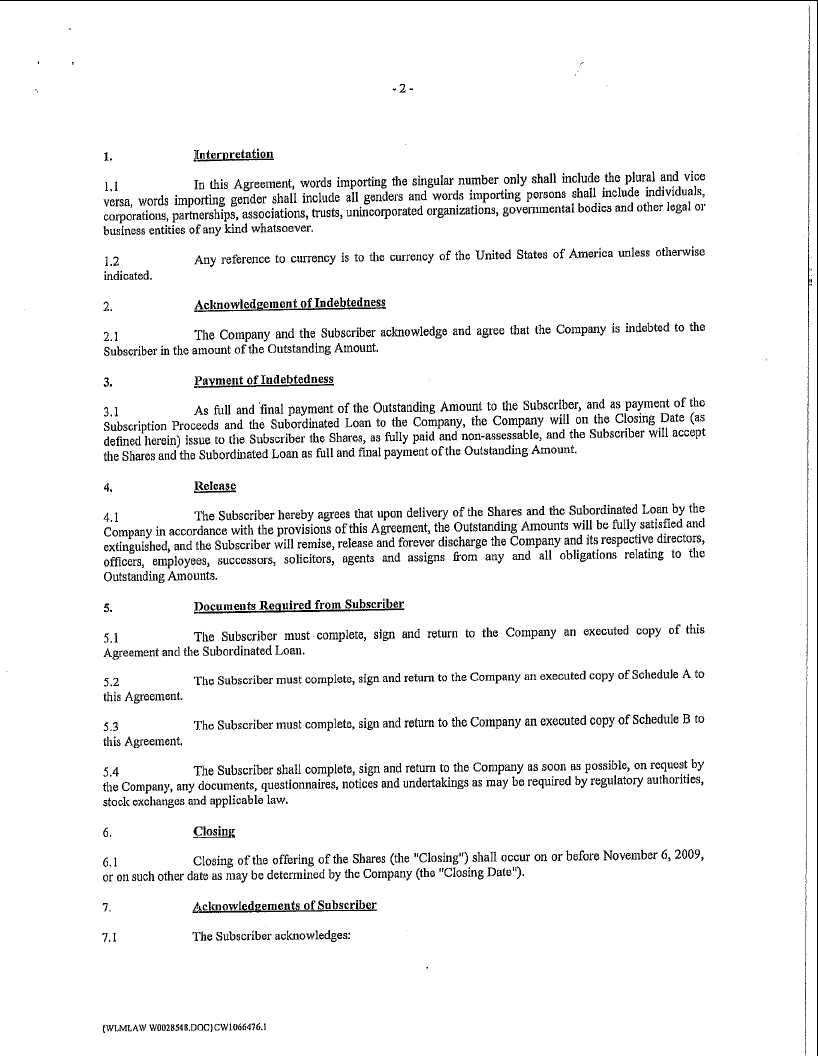 - 2 -
1. Interpretation
1.1 In this Agreement, words importing the singular number only shall include the plural and vice
versa, words importing gender shall include all genders and words importing persons shall include individuals,
corporations, partnerships, associations, trusts, unincorporated organizations, governmental bodies and other legal or
business entities of any kind whatsoever.
1.2 Any reference to currency is to the currency of the United States of America unless otherwise
indicated.
2. Acknowledgement of Indebtedness
2.1 The Company and the Subscriber acknowledge and agree that the Company is indebted to the
Subscriber in the amount of the Outstanding Amount.
3. Payment of Indebtedness
3.1 As full and final payment of the Outstanding Amount to the Subscriber, and as payment of the
Subscription Proceeds and the Subordinated Loan to the Company, the Company will on the Closing Date (as
defined herein) issue to the Subscriber the Shares, as fully paid and non-assessable, and the Subscriber will accept
the Shares and the Subordinated Loan as full and final payment of the Outstanding Amount.
4. Release
4.1 The Subscriber hereby agrees that upon delivery of the Shares and the Subordinated Loan by the
Company in accordance with the provisions of this Agreement, the Outstanding Amounts will be fully satisfied and
extinguished, and the Subscriber will remise, release and forever discharge the Company and its respective directors,
officers, employees, successors, solicitors, agents and assigns from any and all obligations relating to the
Outstanding Amounts.
5. Documents Required from Subscriber
5.1 The Subscriber must complete, sign and return to the Company an executed copy of this
Agreement and the Subordinated Loan.
5.2 The Subscriber must complete, sign and return to the Company an executed copy of Schedule A to
this Agreement.
5.3 The Subscriber must complete, sign and return to the Company an executed copy of Schedule B to
this Agreement.
5.4 The Subscriber shall complete, sign and return to the Company as soon as possible, on request by
the Company, any documents, questionnaires, notices and undertakings as may be required by regulatory authorities,
stock exchanges and applicable law.
6. Closing
6.1 Closing of the offering of the Shares (the "Closing") shall occur on or before November 6, 2009,
or on such other date as may be determined by the Company (the "Closing Date").
7. Acknowledgements of Subscriber
7.1 The Subscriber acknowledges:
{WLMLAW W0028548.DOC}CW1066476.1